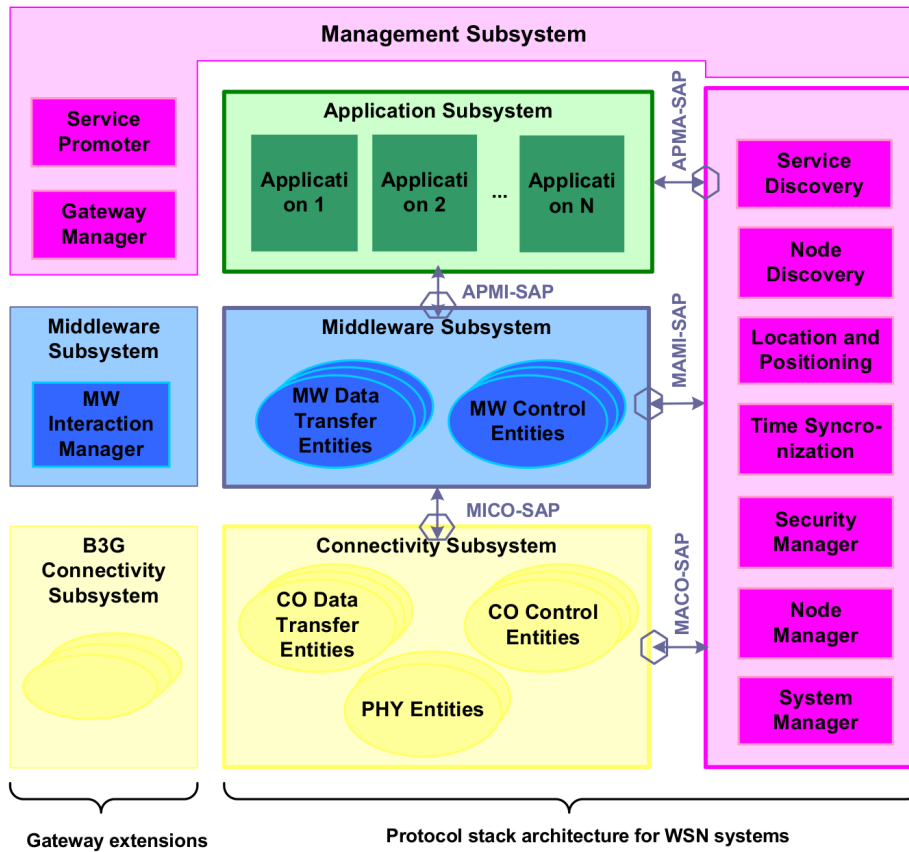 Management Subsystem
Service
Promoter
Gateway
Manager
Application Subsystem
Applicati
on 1
Applicati
on 2
...
Applicati
on N
APMA-SAP
Service
Discovery
Node
Discovery
Location and
Positioning
Time Syncro-
nization
Security
Manager
Node
Manager
System
Manager
APMI-SAP
Middleware
Subsystem
MW
Interaction
Manager
Middleware Subsystem
MW Data
Transfer
Entities
MW Control
Entities
MAMI-SAP
MICO-SAP
B3G
Connectivity
Subsystem
Connectivity Subsystem
CO Data
Transfer
Entities
CO Control
Entities
PHY Entities
MACO-SAP
Gateway extensions
Protocol stack architecture for WSN systems